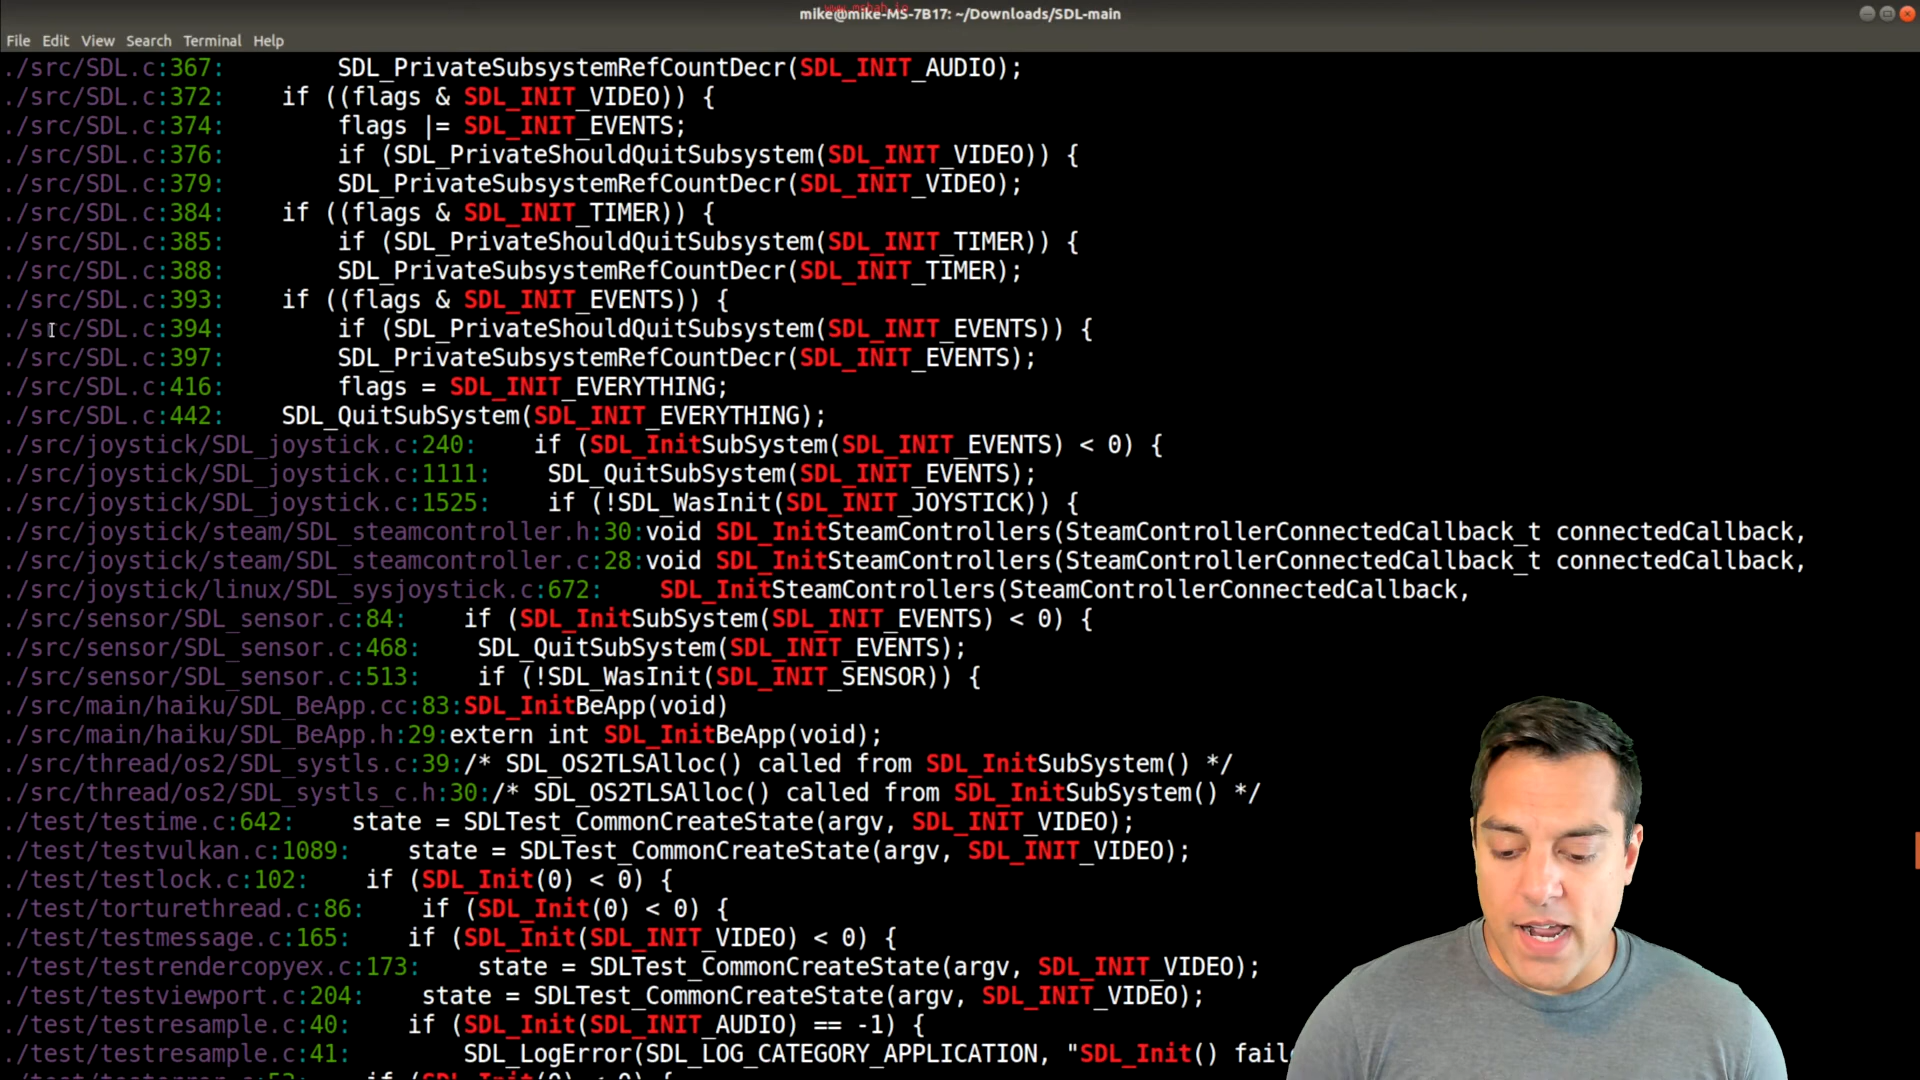 www.mshah.io
mike@mike-MS-7B17: ~/Downloads/SDL-main
File Edit View Search Terminal Help
./src/SDL.c:367:        SDL_PrivateSubsystemRefCountDecr(SDL_INIT_AUDIO);
./src/SDL.c:372:    if ((flags & SDL_INIT_VIDEO)) {
./src/SDL.c:374:        flags |= SDL_INIT_EVENTS;
./src/SDL.c:376:        if (SDL_PrivateShouldQuitSubsystem(SDL_INIT_VIDEO)) {
./src/SDL.c:379:        SDL_PrivateSubsystemRefCountDecr(SDL_INIT_VIDEO);
./src/SDL.c:384:    if ((flags & SDL_INIT_TIMER)) {
./src/SDL.c:385:        if (SDL_PrivateShouldQuitSubsystem(SDL_INIT_TIMER)) {
./src/SDL.c:388:        SDL_PrivateSubsystemRefCountDecr(SDL_INIT_TIMER);
./src/SDL.c:393:    if ((flags & SDL_INIT_EVENTS)) {
./src/SDL.c:394:        if (SDL_PrivateShouldQuitSubsystem(SDL_INIT_EVENTS)) {
./src/SDL.c:397:        SDL_PrivateSubsystemRefCountDecr(SDL_INIT_EVENTS);
./src/SDL.c:416:        flags = SDL_INIT_EVERYTHING;
./src/SDL.c:442:    SDL_QuitSubSystem(SDL_INIT_EVERYTHING);
./src/joystick/SDL_joystick.c:240:    if (SDL_InitSubSystem(SDL_INIT_EVENTS) < 0) {
./src/joystick/SDL_joystick.c:1111:    SDL_QuitSubSystem(SDL_INIT_EVENTS);
./src/joystick/SDL_joystick.c:1525:    if (!SDL_WasInit(SDL_INIT_JOYSTICK)) {
./src/joystick/steam/SDL_steamcontroller.h:30:void SDL_InitSteamControllers(SteamControllerConnectedCallback_t connectedCallback,
./src/joystick/steam/SDL_steamcontroller.c:28:void SDL_InitSteamControllers(SteamControllerConnectedCallback_t connectedCallback,
./src/joystick/linux/SDL_sysjoystick.c:672:    SDL_InitSteamControllers(SteamControllerConnectedCallback,
./src/sensor/SDL_sensor.c:84:    if (SDL_InitSubSystem(SDL_INIT_EVENTS) < 0) {
./src/sensor/SDL_sensor.c:468:    SDL_QuitSubSystem(SDL_INIT_EVENTS);
./src/sensor/SDL_sensor.c:513:    if (!SDL_WasInit(SDL_INIT_SENSOR)) {
./src/main/haiku/SDL_BeApp.cc:83:SDL_InitBeApp(void)
./src/main/haiku/SDL_BeApp.h:29:extern int SDL_InitBeApp(void);
./src/thread/os2/SDL_systls.c:39:/* SDL_OS2TLSAlloc() called from SDL_InitSubSystem() */
./src/thread/os2/SDL_systls_c.h:30:/* SDL_OS2TLSAlloc() called from SDL_InitSubSystem() */
./test/testime.c:642:    state = SDLTest_CommonCreateState(argv, SDL_INIT_VIDEO);
./test/testvulkan.c:1089:    state = SDLTest_CommonCreateState(argv, SDL_INIT_VIDEO);
./test/testlock.c:102:    if (SDL_Init(0) < 0) {
./test/torturethread.c:86:    if (SDL_Init(0) < 0) {
./test/testmessage.c:165:    if (SDL_Init(SDL_INIT_VIDEO) < 0) {
./test/testrendercopyex.c:173:    state = SDLTest_CommonCreateState(argv, SDL_INIT_VIDEO);
./test/testviewport.c:204:    state = SDLTest_CommonCreateState(argv, SDL_INIT_VIDEO);
./test/testresample.c:40:    if (SDL_Init(SDL_INIT_AUDIO) == -1) {
./test/testresample.c:41:        SDL_LogError(SDL_LOG_CATEGORY_APPLICATION, "SDL_Init() fail